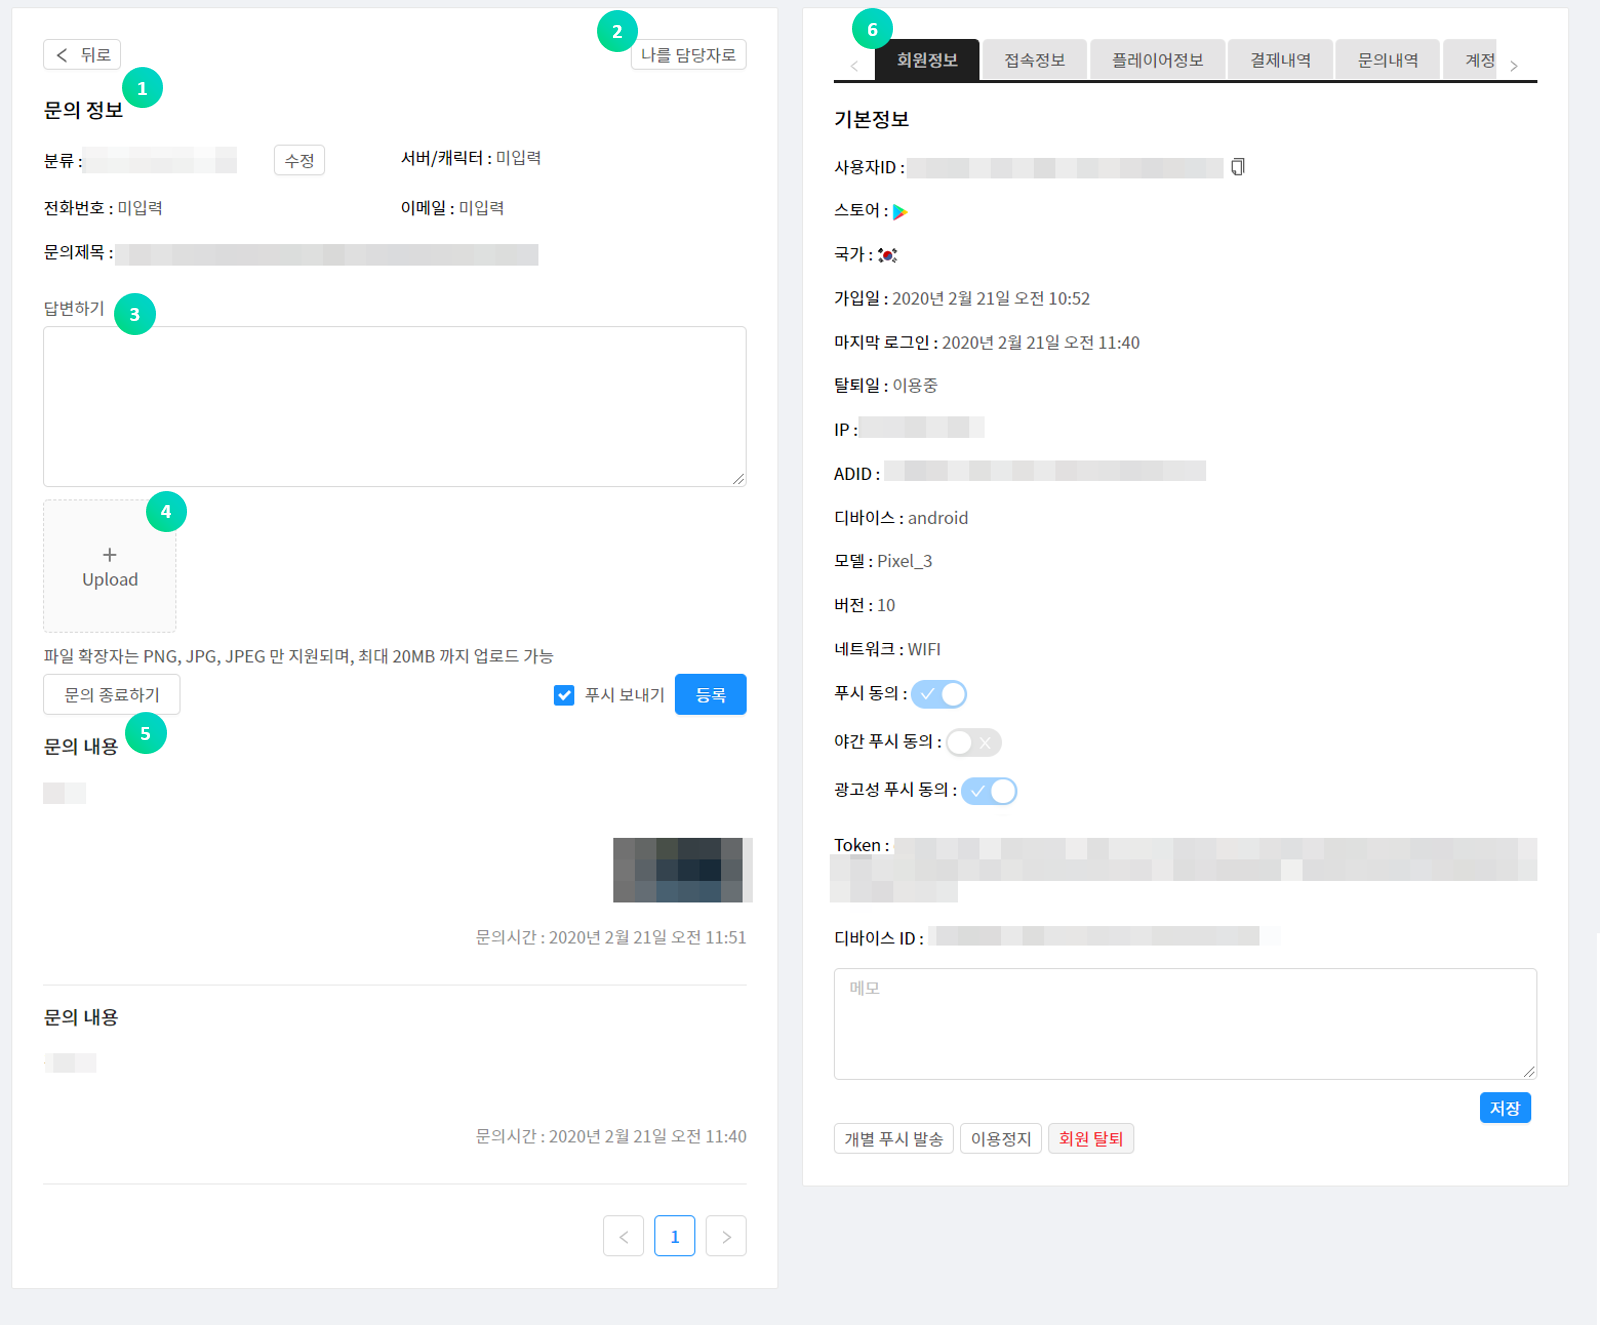 뒤로
1
2
나를 담당자로
문의 정보
분류 :
수정
서버/캐릭터 : 미입력
전화번호 : 미입력
이메일 : 미입력
문의제목 :
답변하기
3
4
+
Upload
파일 확장자는 PNG, JPG, JPEG 만 지원되며, 최대 20MB 까지 업로드 가능
문의 종료하기
푸시 보내기
등록
5
문의 내용
문의시간 : 2020년 2월 21일 오전 11:51
문의 내용
문의시간 : 2020년 2월 21일 오전 11:40
< 1 >
6
회원정보
접속정보
플레이어정보
결제내역
문의내역
계정
기본정보
사용자ID :
스토어 :
국가 :
가입일 : 2020년 2월 21일 오전 10:52
마지막 로그인 : 2020년 2월 21일 오전 11:40
탈퇴일 : 이용중
IP :
ADID :
디바이스 : android
모델 : Pixel_3
버전 : 10
네트워크 : WIFI
푸시 동의 :
야간 푸시 동의 :
광고성 푸시 동의 :
Token :
디바이스 ID :
메모
저장
개별 푸시 발송
이용정지
회원 탈퇴